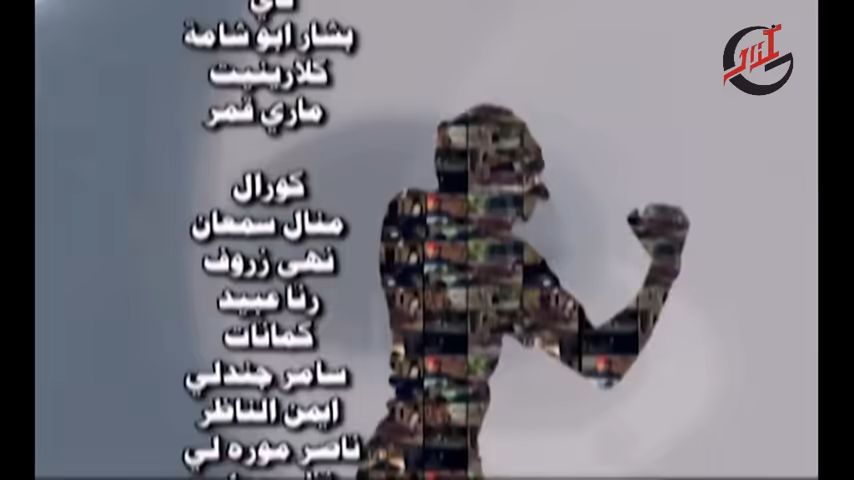 ناي
بشار ابو شامة
كلارينيت
ماري قمر
كورال
منال سمعان
نهى زروف
رنا عبيد
كمانات
سامر جندلي
ايمن الناظر
ناصر موره لي